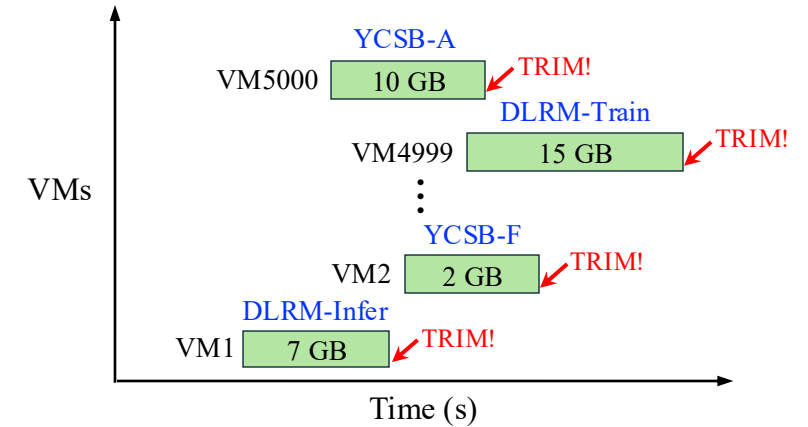 YCSB-A
VM5000
10 GB
TRIM!
DLRM-Train
VM4999
15 GB
TRIM!
VMs
YCSB-F
VM2
2 GB
TRIM!
DLRM-Infer
VM1
7 GB
TRIM!
Time (s)